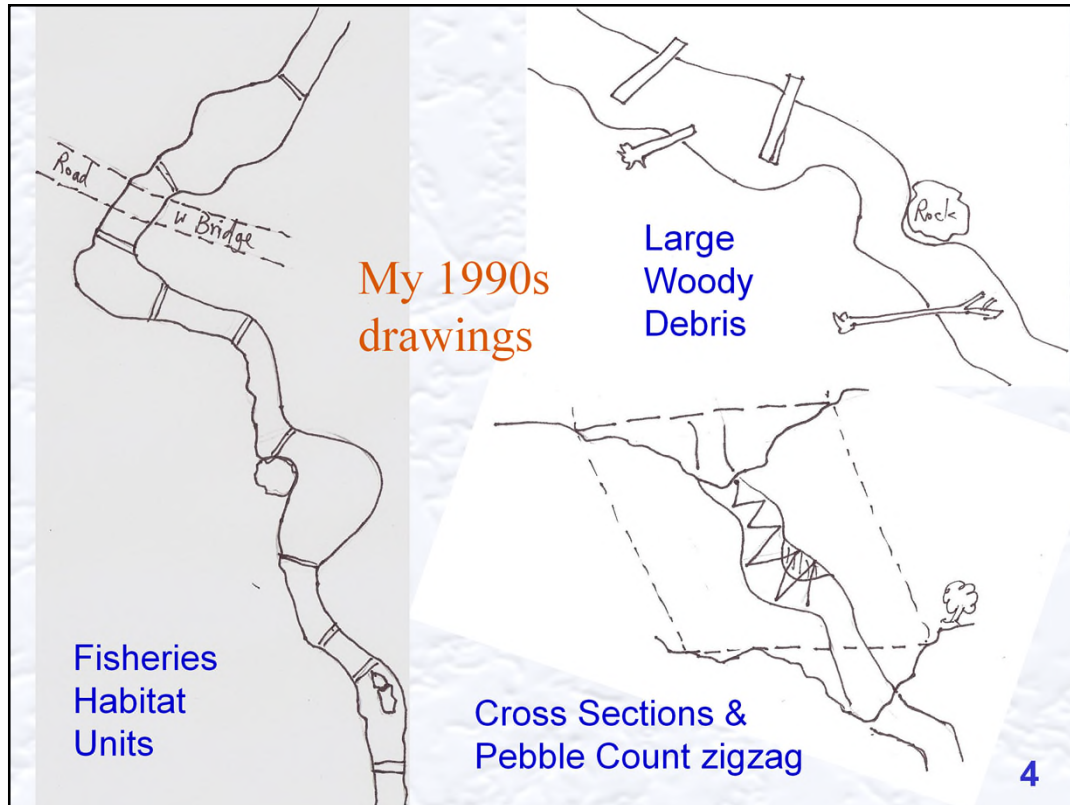 Road
w Bridge
My 1990s
drawings
Large
Woody
Debris
Rock
Fisheries
Habitat
Units
Cross Sections &
Pebble Count zigzag
4